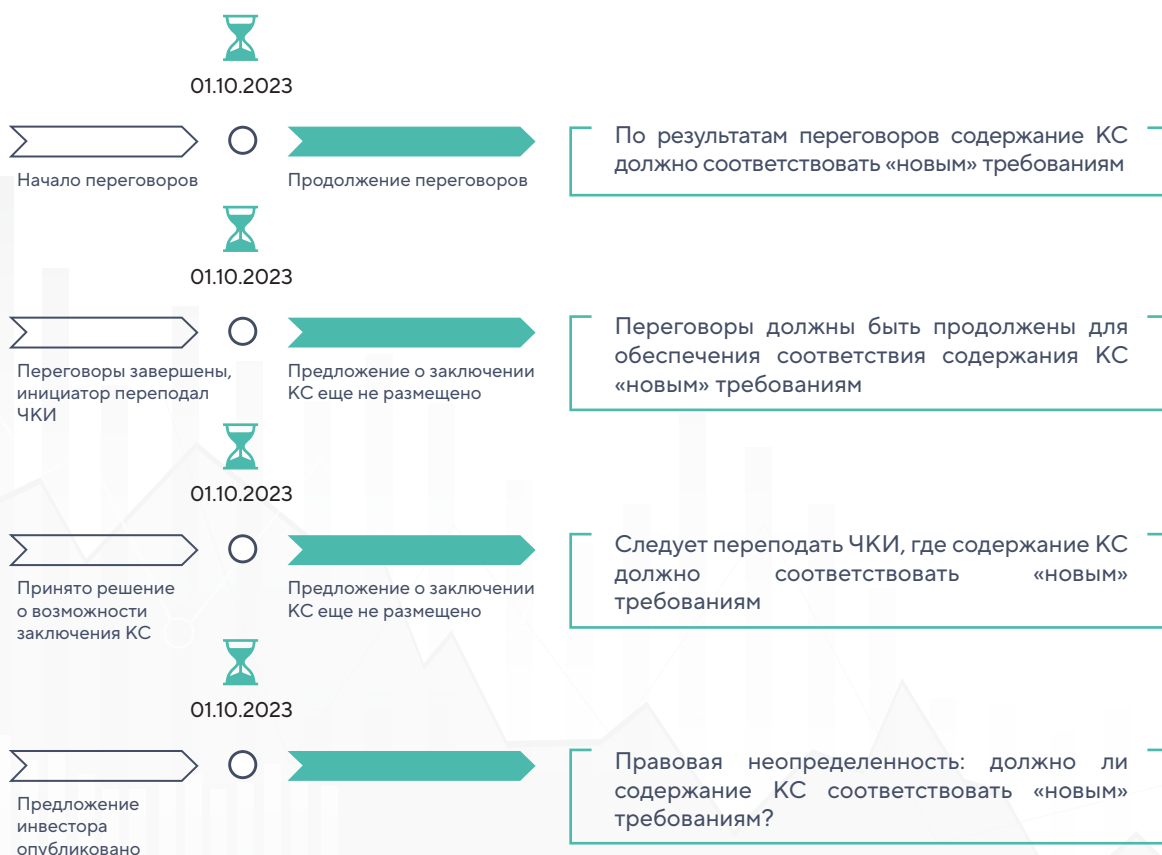 01.10.2023
Начало переговоров
Продолжение переговоров
По результатам переговоров содержание КС
должно соответствовать «новым» требованиям
01.10.2023
Переговоры завершены,
инициатор переподал
ЧКИ
Предложение о заключении
КС еще не размещено
Переговоры должны быть продолжены для
обеспечения соответствия содержания КС
«новым» требованиям
01.10.2023
Принято решение
о возможности
заключения КС
Предложение о заключении
КС еще не размещено
Следует переподать ЧКИ, где содержание КС
должно соответствовать «новым»
требованиям
01.10.2023
Предложение
инвестора
опубликовано
Правовая неопределенность: должно ли
содержание КС соответствовать «новым»
требованиям?